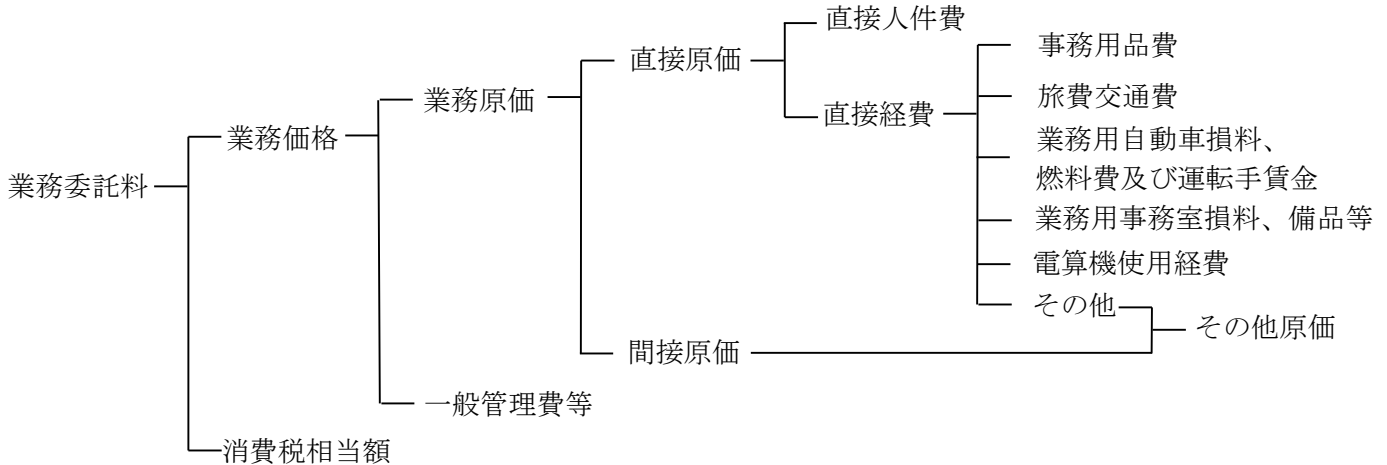 直接人件費
事務用品費
直接原価
旅費交通費
業務原価
直接経費
業務価格
業務用自動車損料、
燃料費及び運転手賃金
業務委託料
業務用事務室損料、備品等
電算機使用経費
その他
その他原価
間接原価
一般管理費等
消費税相当額